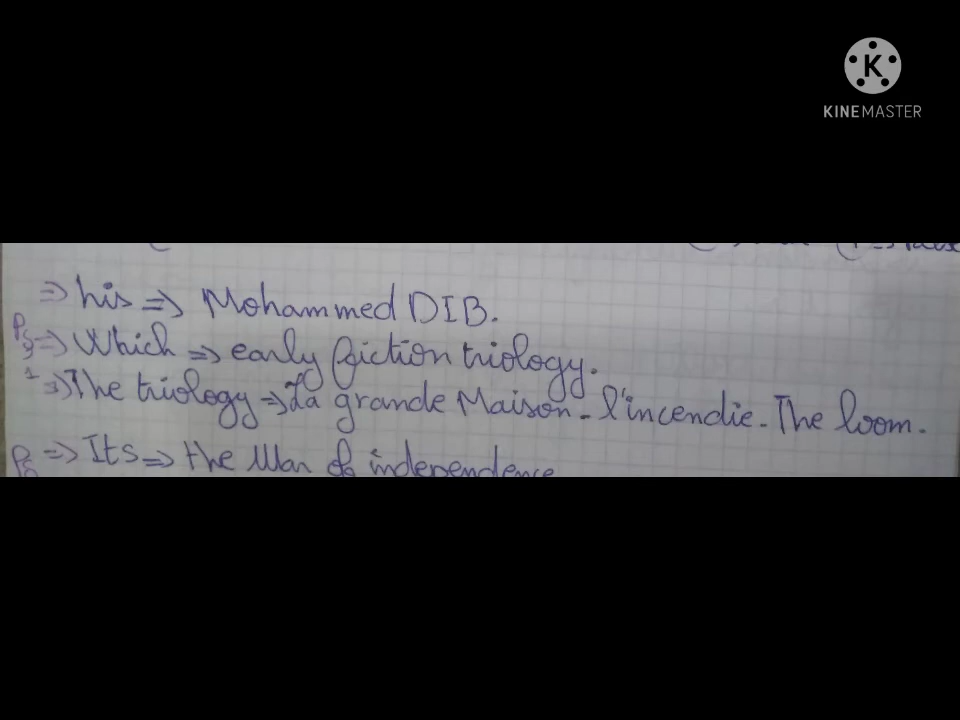 K
KINEMASTER
=> his => Mohammed DIB.
=> Which => early fiction triology.
=> The triology => La grande Maison - l'incendie - The loom.
=> Its => the War of independence